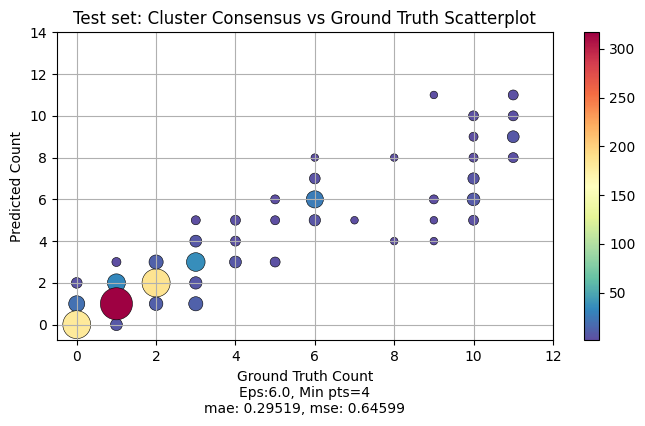 Test set: Cluster Consensus vs Ground Truth Scatterplot
14
12
10
8
6
4
2
0
Predicted Count
0 2 4 6 8 10 12
Ground Truth Count
Eps:6.0, Min pts=4
mae: 0.29519, mse: 0.64599
300
250
200
150
100
50